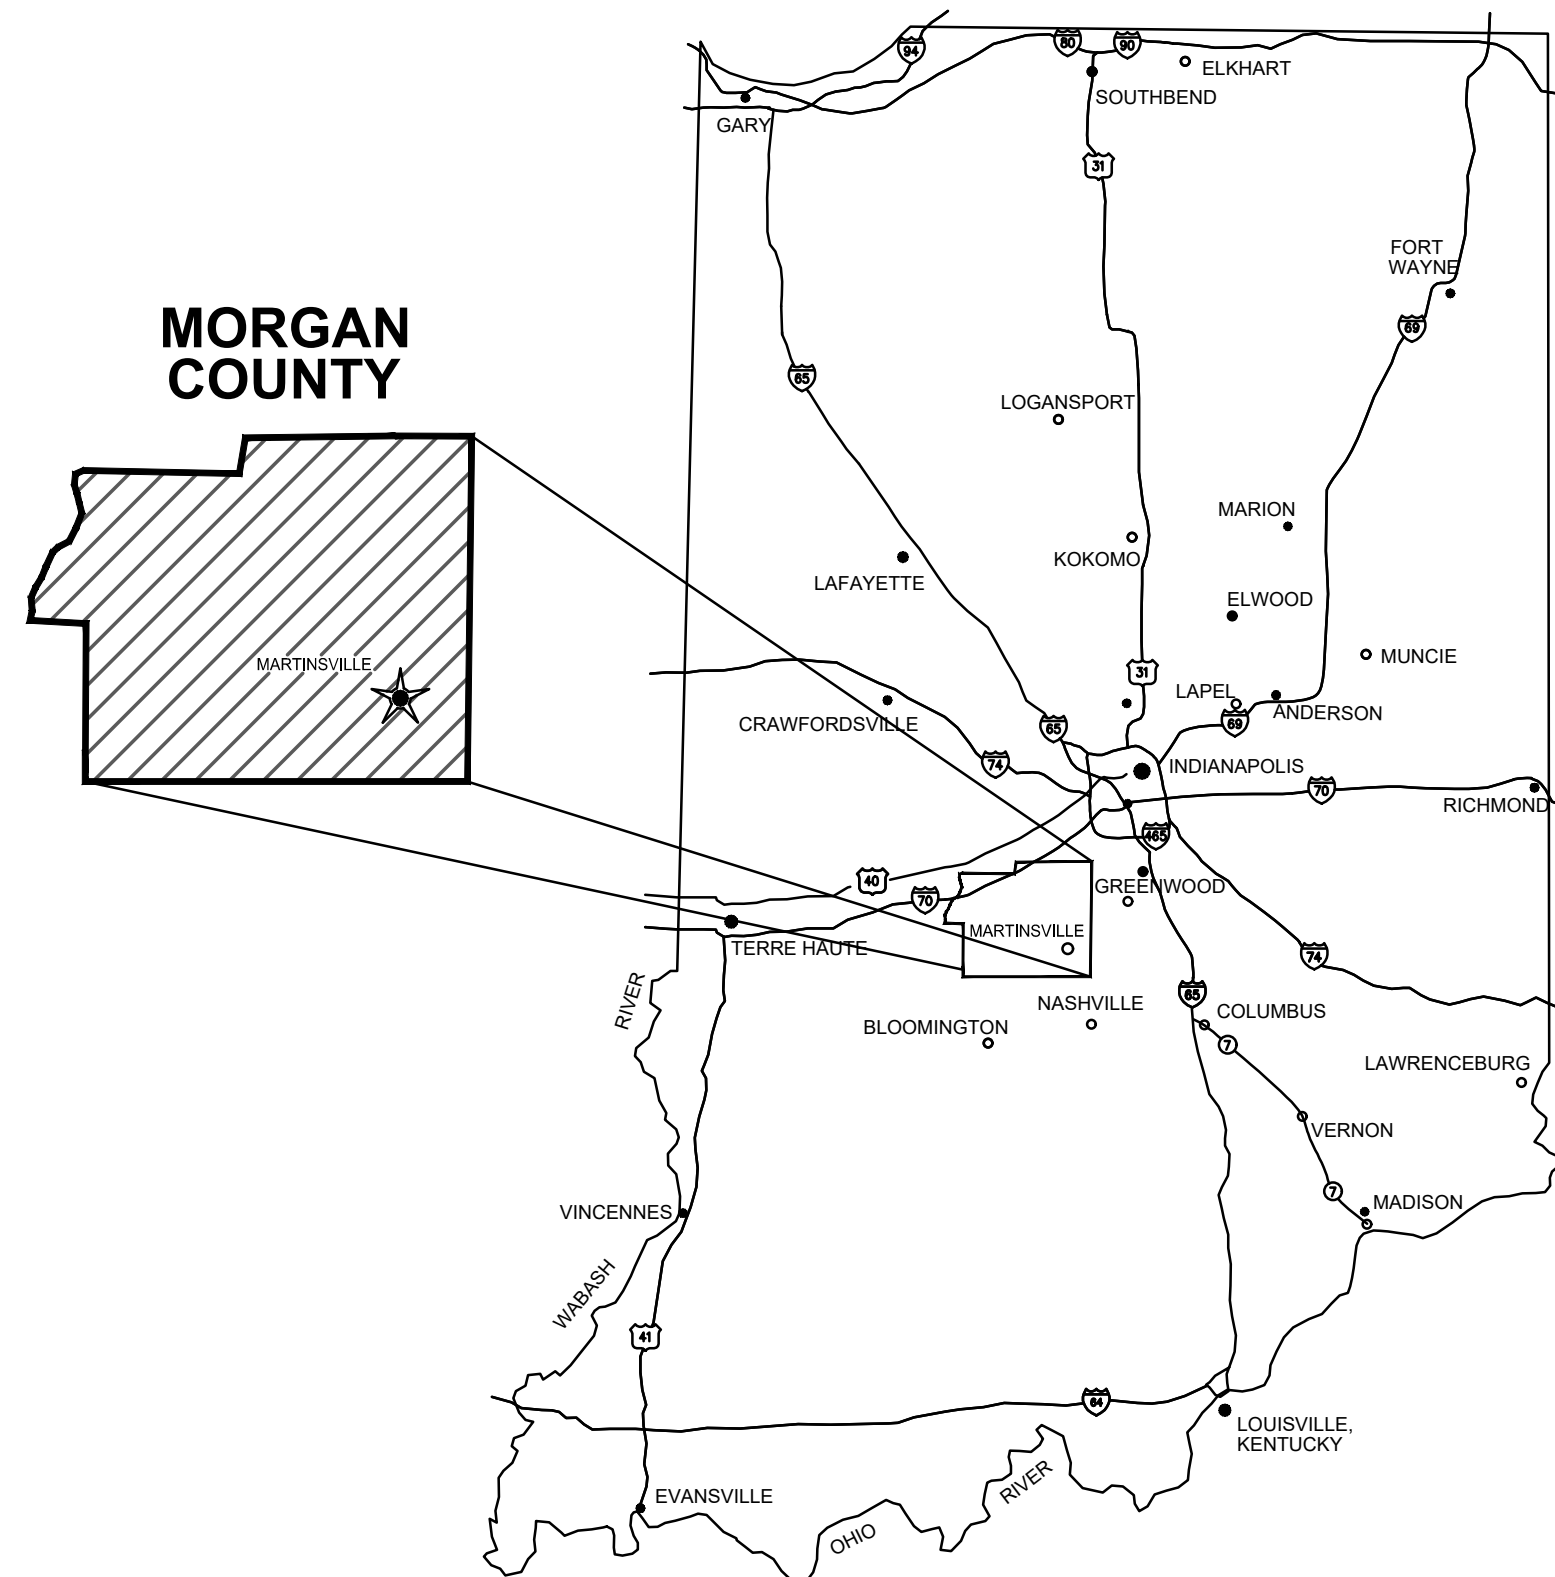 94
80
90
ELKHART
SOUTHBEND
GARY
31
FORT
WAYNE
69
MORGAN
COUNTY
65
LOGANSPORT
MARION
KOKOMO
LAFAYETTE
ELWOOD
MUNCIE
MARTINSVILLE
31
LAPEL
ANDERSON
CRAWFORDSVILLE
65
69
74
INDIANAPOLIS
70
RICHMOND
465
40
GREENWOOD
70
MARTINSVILLE
TERRE HAUTE
74
RIVER
65
NASHVILLE
COLUMBUS
BLOOMINGTON
7
LAWRENCEBURG
VERNON
7
MADISON
VINCENNES
WABASH
41
64
LOUISVILLE,
KENTUCKY
RIVER
EVANSVILLE
OHIO